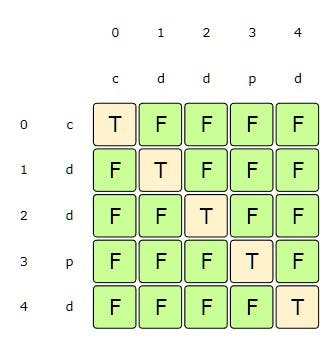 0 1 2 3 4
c d d p d
0 c T F F F F
1 d F T F F F
2 d F F T F F
3 p F F F T F
4 d F F F F T